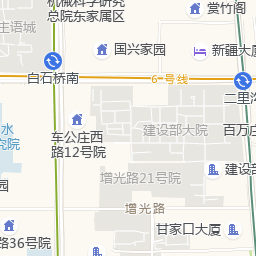 机械科学研究
总院东家属区
赏竹阁
主语城
国兴家园
新疆大厦
白石桥南
6号线
二里沟
车公庄西
路12号院
建设部大院
百万庄
水
究院
建设部
增光路21号院
园
增光路
甘家口大厦
路36号院